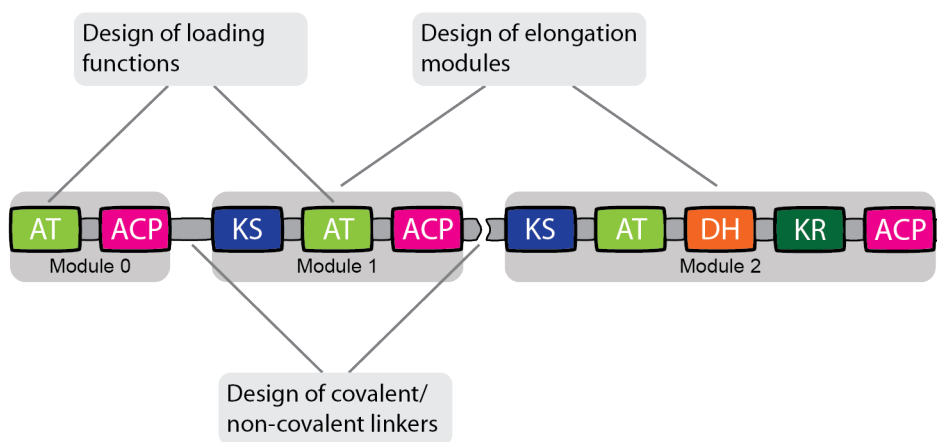 Design of loading
functions
Design of elongation
modules
AT ACP KS AT ACP KS AT DH KR ACP
Module 0 Module 1 Module 2
Design of covalent/
non-covalent linkers